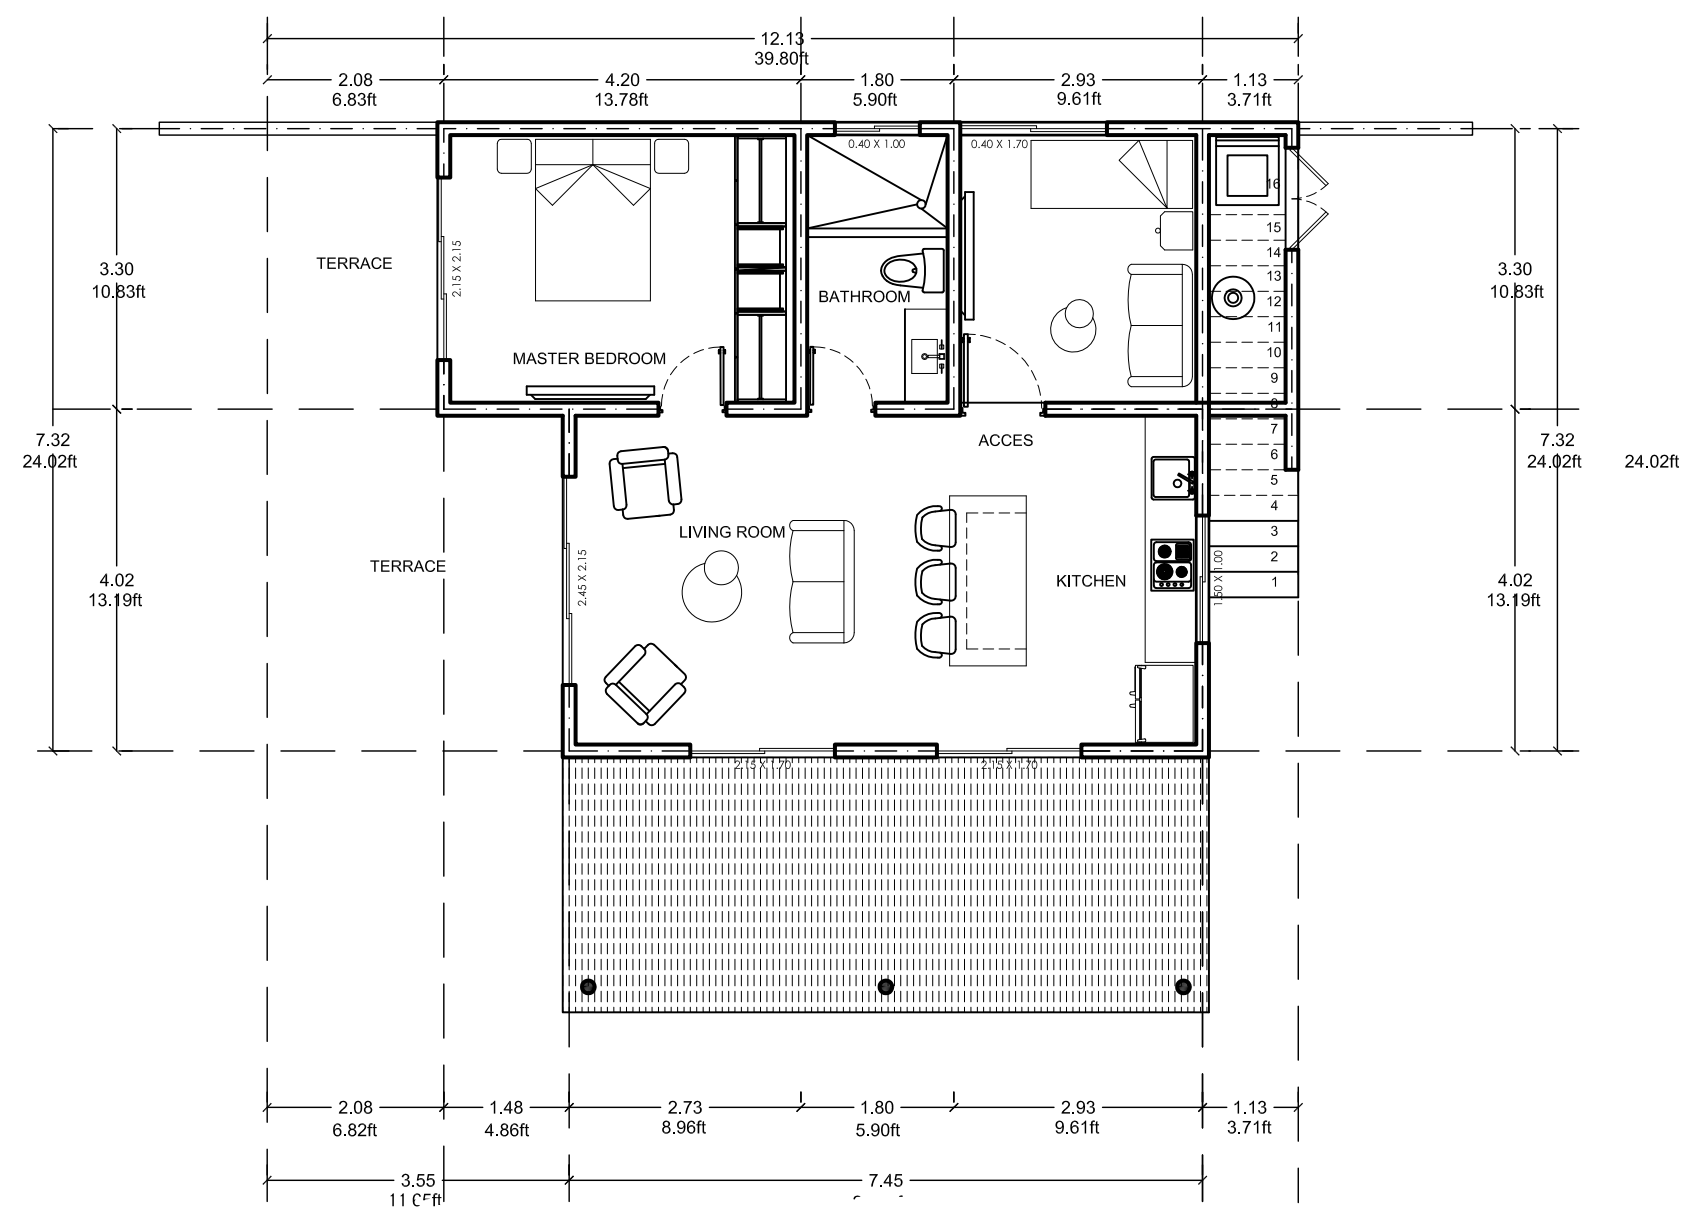 12.13
39.80ft
2.08 4.20 1.80 2.93 1.13
6.83ft 13.78ft 5.90ft 9.61ft 3.71ft
0.40 X 1.00 0.40 X 1.70
16
15
14
13
12
11
10
9
8
7
6
5
4
3
2
1
TERRACE
2.15 X 2.15
3.30
10.83ft
BATHROOM
3.30
10.83ft
MASTER BEDROOM
7.32
24.02ft
ACCES
7.32
24.02ft
24.02ft
LIVING ROOM
TERRACE
2.45 X 2.15
4.02
13.19ft
KITCHEN
1.50 X 1.00
4.02
13.19ft
2.15 X 1.70 2.15 X 1.70
2.08 1.48 2.73 1.80 2.93 1.13
6.82ft 4.86ft 8.96ft 5.90ft 9.61ft 3.71ft
3.55 7.45